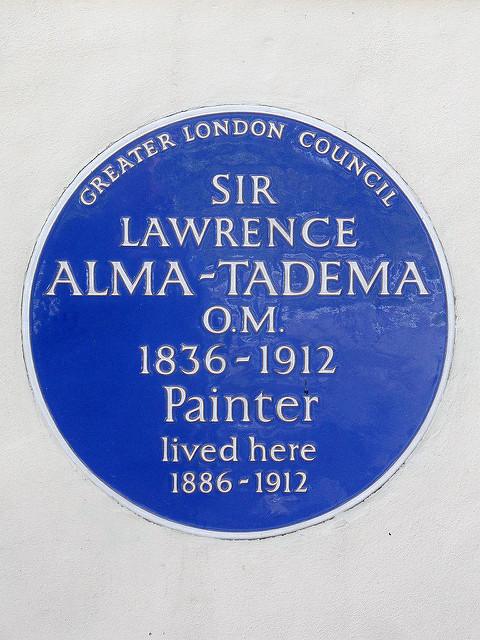 GREATER LONDON COUNCIL
SIR
LAWRENCE
ALMA-TADEMA
O.M.
1836-1912
Painter
lived here
1886-1912